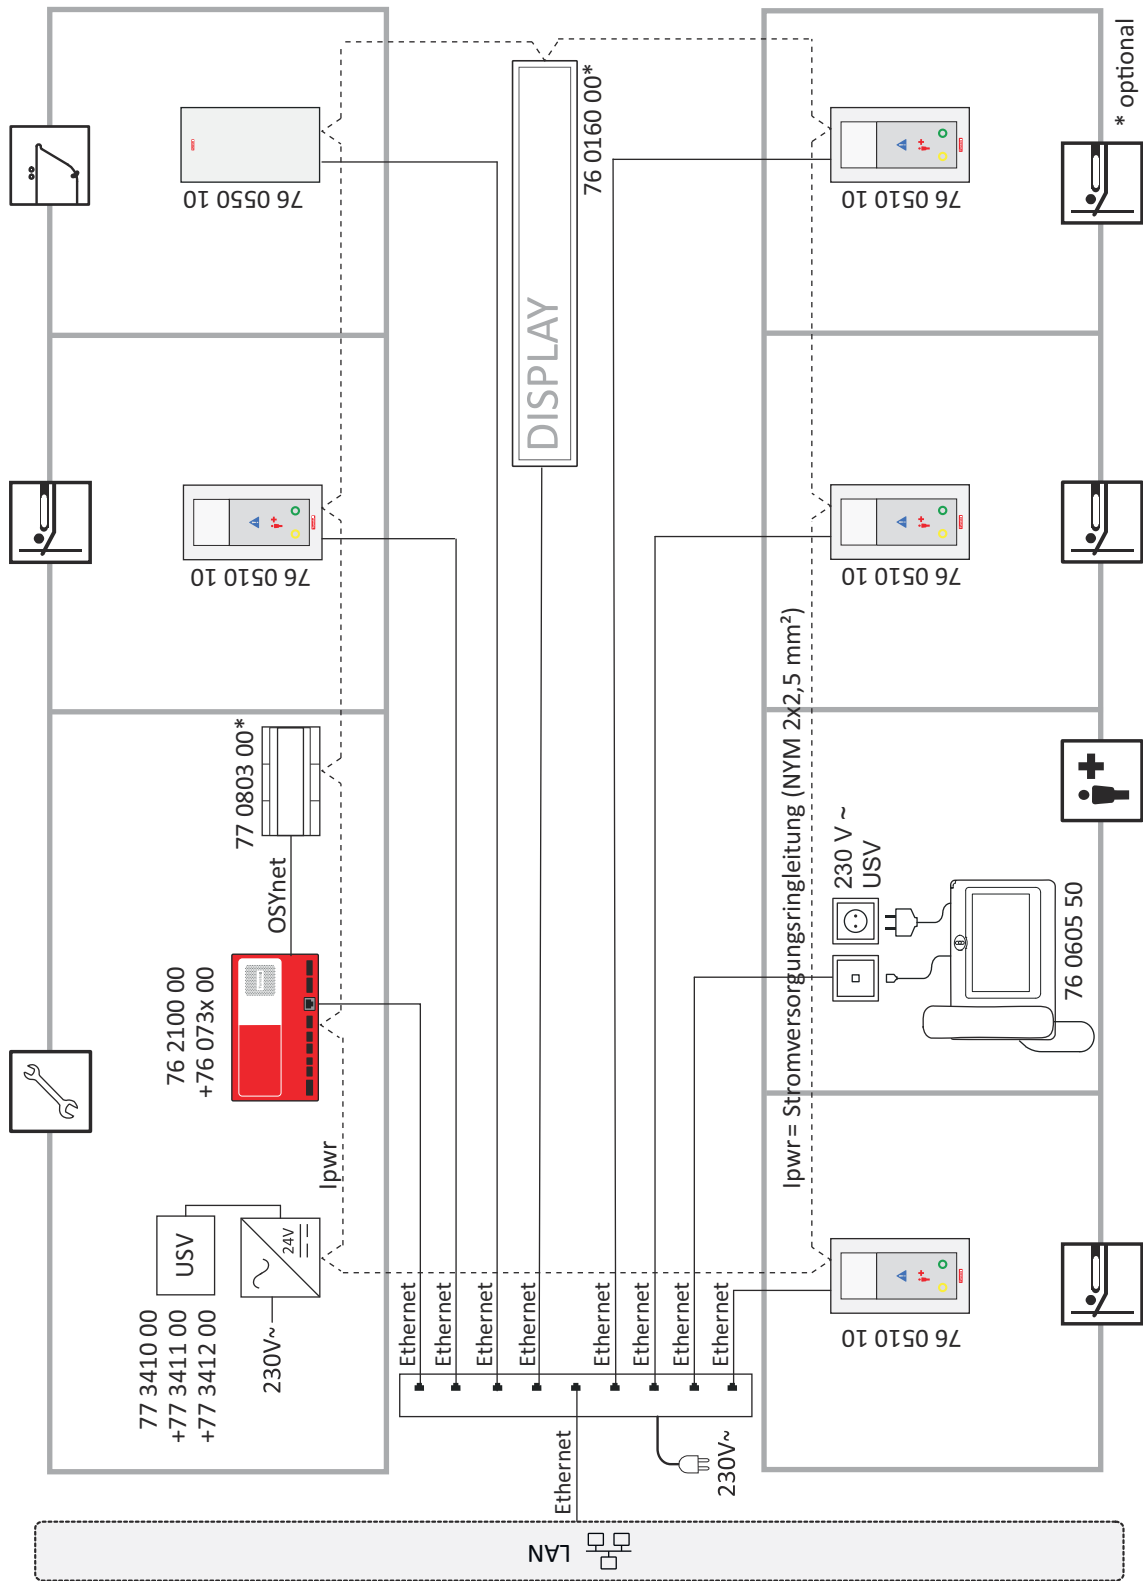 76 0550 10
76 0160 00*
DISPLAY
76 0510 10
* optional
76 0510 10
76 0510 10
77 0803 00*
OSYnet
76 2100 00
+76 073x 00
Ipwr
Ipwr = Stromversorgungsringleitung (NYM 2x2,5 mm²)
230 V ~
USV
76 0605 50
USV
24V
77 3410 00
+77 3411 00
+77 3412 00
230V~
Ethernet
Ethernet
Ethernet
Ethernet
Ethernet
Ethernet
Ethernet
Ethernet
76 0510 10
Ethernet
230V~
LAN